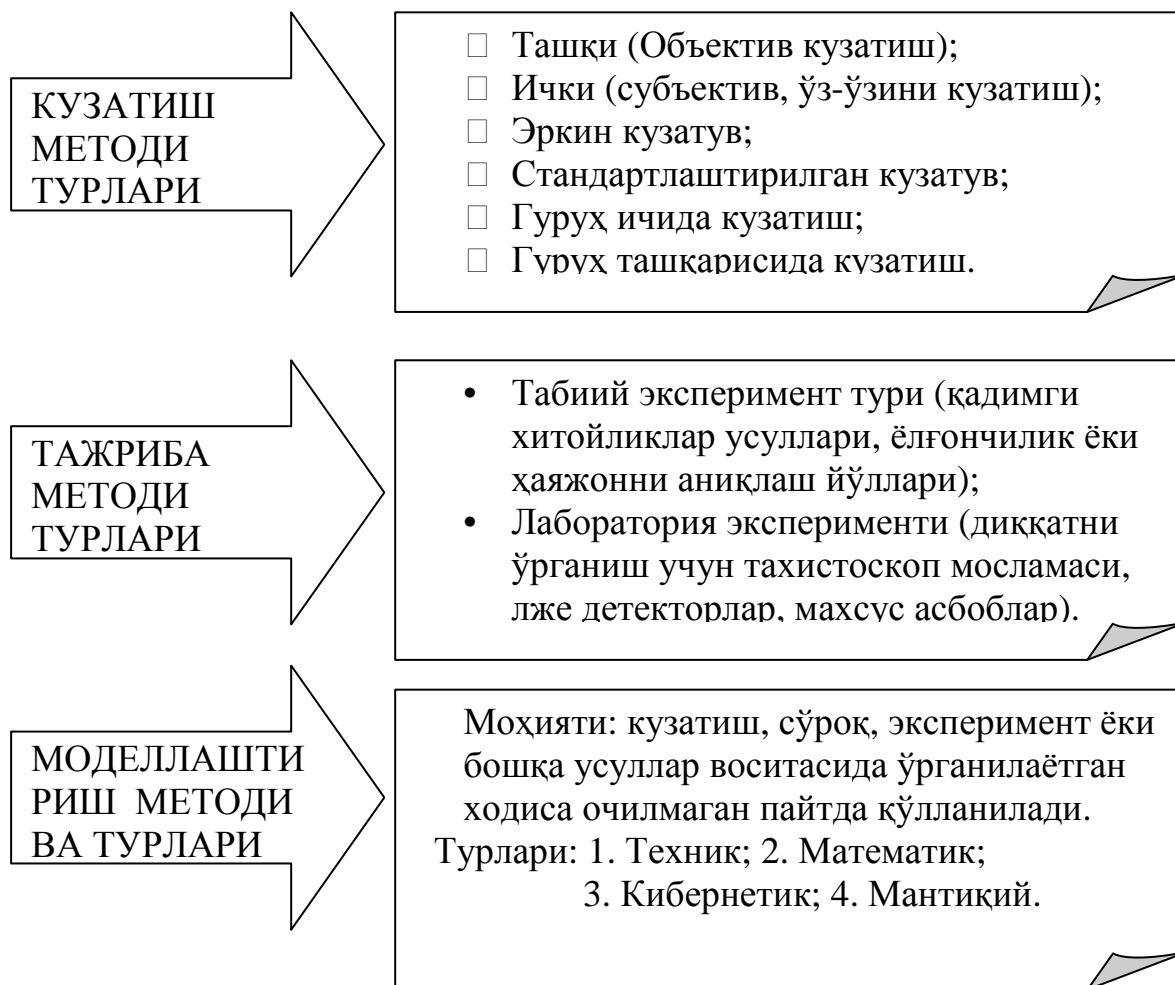 КУЗАТИШ
МЕТОДИ
ТУРЛАРИ
Ташқи (Объектив кузатиш);
Ички (субъектив, ўз-ўзини кузатиш);
Эркин кузатув;
Стандартлаштирилган кузатув;
Гуруҳ ичида кузатиш;
Гуруҳ ташқарисида кузатиш.
ТАЖРИБА
МЕТОДИ
ТУРЛАРИ
• Табиий эксперимент тури (қадимги
хитойликлар усуллари, ёлғончилик ёки
ҳаяжонни аниқлаш йўллари);
• Лаборатория эксперименти (диққатни
ўрганиш учун тахистоскоп мосламаси,
лже детекторлар, махсус асбоблар).
МОДЕЛЛАШТИ
РИШ МЕТОДИ
ВА ТУРЛАРИ
Моҳияти: кузатиш, сўроқ, эксперимент ёки
бошқа усуллар воситасида ўрганилаётган
ходиса очилмаган пайтда қўлланилади.
Турлари: 1. Техник; 2. Математик;
3. Кибернетик; 4. Мантиқий.